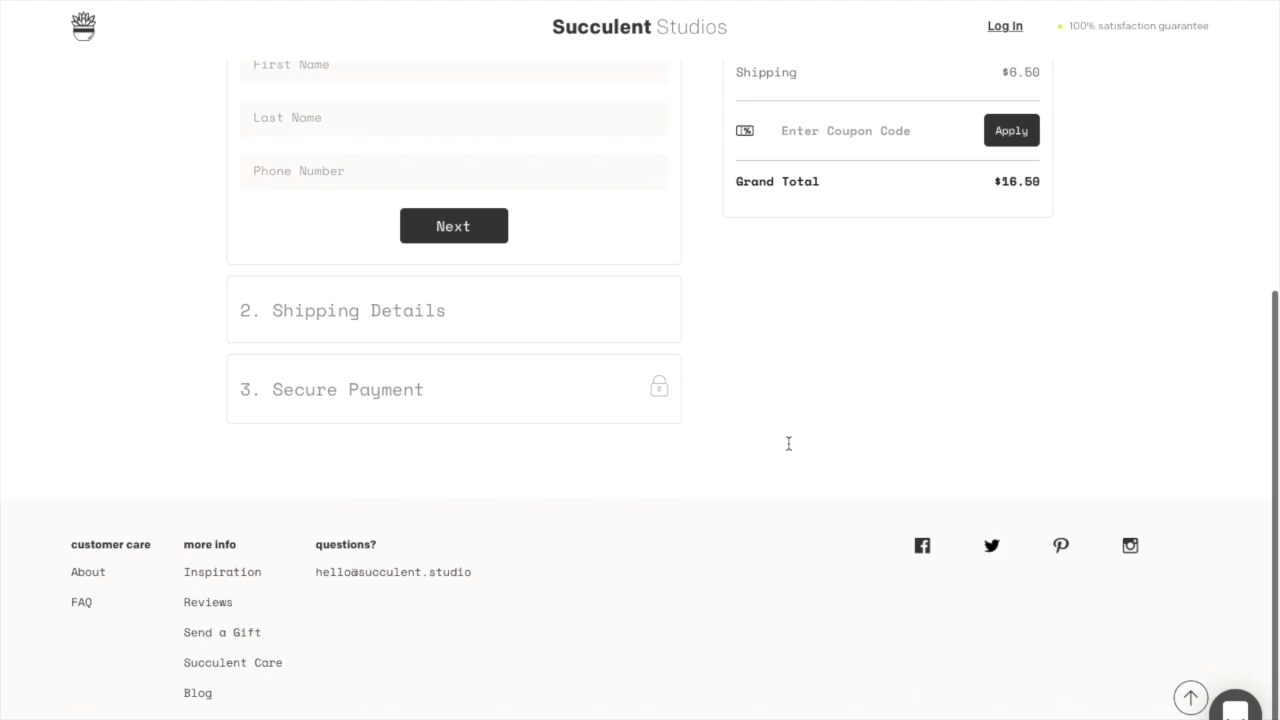 Succulent Studios
Log In
100% satisfaction guarantee
First Name
Last Name
Phone Number
Next
2. Shipping Details
3. Secure Payment
Shipping $6.50
Enter Coupon Code
Apply
Grand Total $16.50
customer care
About
FAQ
more info
Inspiration
Reviews
Send a Gift
Succulent Care
Blog
questions?
hello@succulent.studio